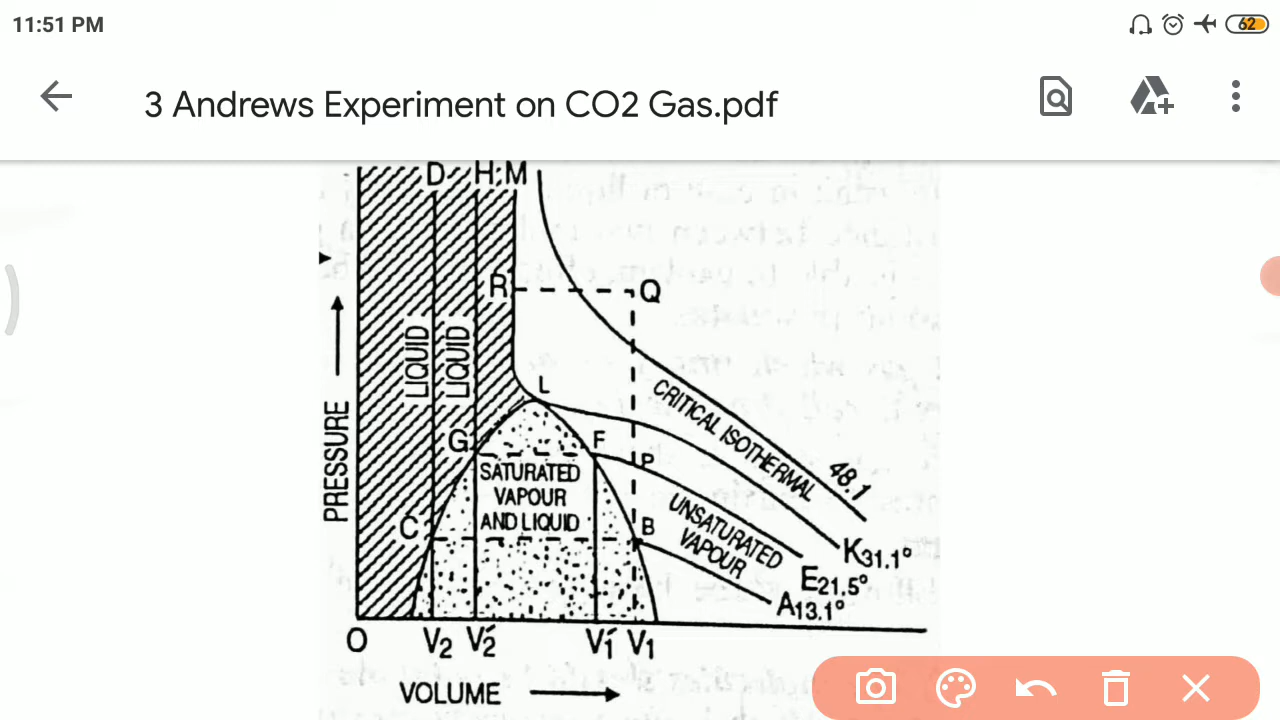 11:51 PM
62
3 Andrews Experiment on CO2 Gas.pdf
D H M
R Q
LIQUID
LIQUID
L
CRITICAL ISOTHERMAL
48.1
G F P
PRESSURE
SATURATED
VAPOUR
AND LIQUID
UNSATURATED
VAPOUR
C B
K31.1°
E21.5°
A13.1°
O V2 V2́ V1́ V1
VOLUME